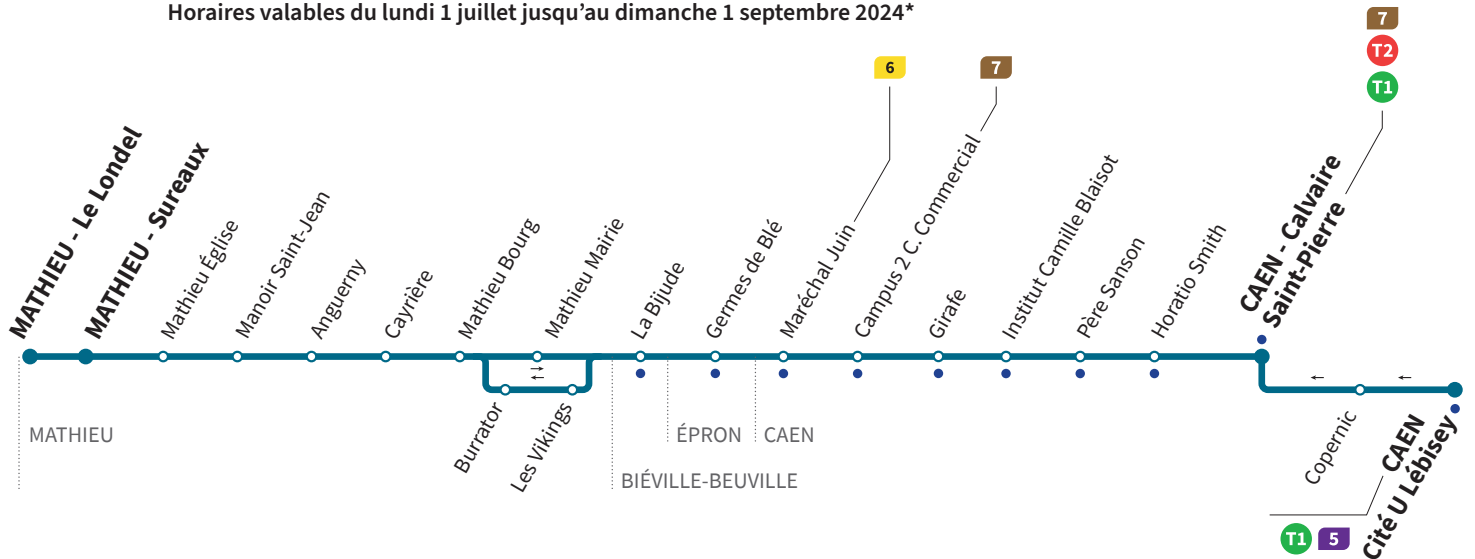 Horaires valables du lundi 1 juillet jusqu’au dimanche 1 septembre 2024*
7
T2
T1
6
7
MATHIEU - Le Londel
MATHIEU - Sureaux
Mathieu Église
Manoir Saint-Jean
Anguerny
Cayrière
Mathieu Bourg
Mathieu Mairie
La Bijude
Germes de Blé
Maréchal Juin
Campus 2 C. Commercial
Girafe
Institut Camille Blaisot
Père Sanson
Horatio Smith
CAEN - Calvaire
Saint-Pierre
Burrator
Les Vikings
Copernic
CAEN
Cité U Lébisey
MATHIEU
ÉPRON
CAEN
BIÉVILLE-BEUVILLE
T1
5